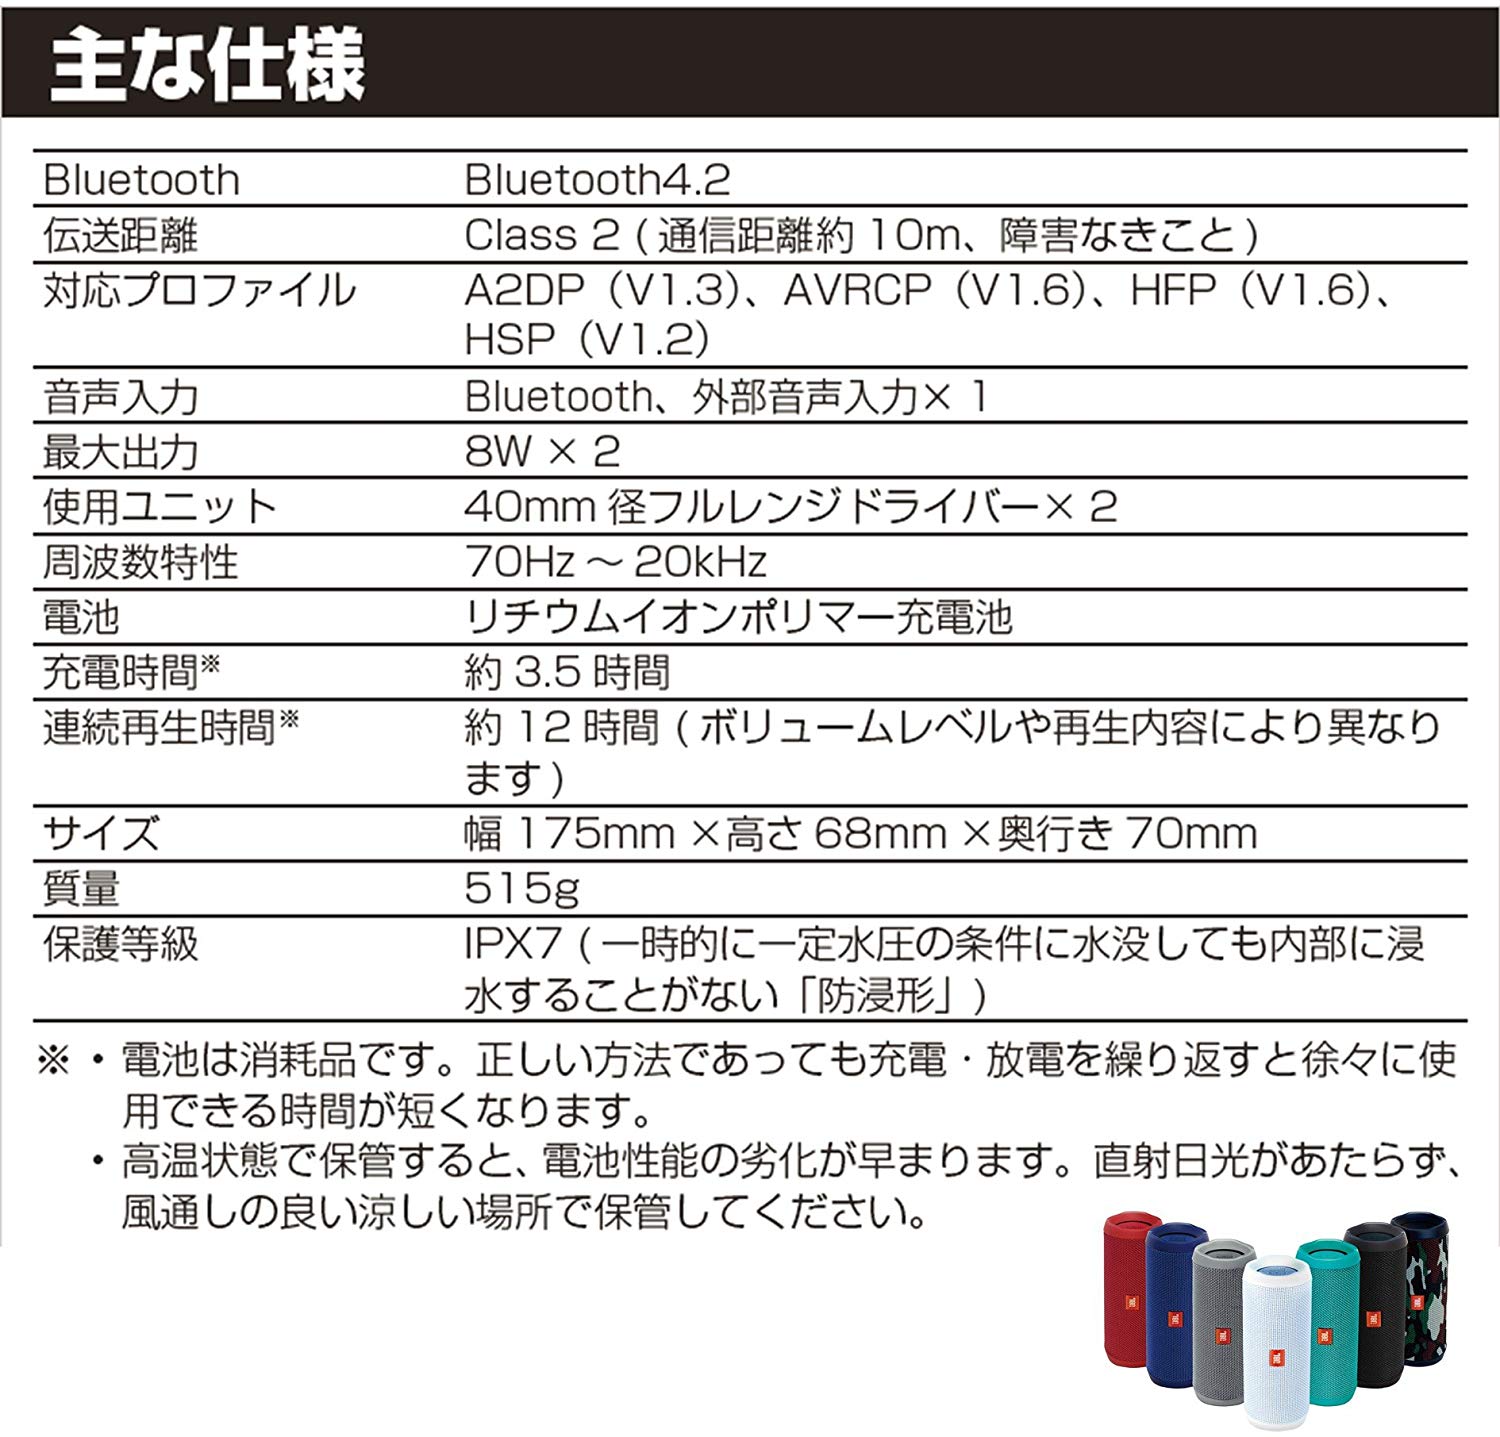 主な仕様
Bluetooth Bluetooth4.2
伝送距離 Class 2 ( 通信距離約 10m、障害なきこと )
対応プロファイル A2DP（V1.3）、AVRCP（V1.6）、HFP（V1.6）、
HSP（V1.2）
音声入力 Bluetooth、外部音声入力× 1
最大出力 8W × 2
使用ユニット 40mm 径フルレンジドライバー× 2
周波数特性 70Hz ～ 20kHz
電池 リチウムイオンポリマー充電池
充電時間※ 約 3.5 時間
連続再生時間※ 約 12 時間 ( ボリュームレベルや再生内容により異なり
ます )
サイズ 幅 175mm ×高さ 68mm ×奥行き 70mm
質量 515g
保護等級 IPX7 ( 一時的に一定水圧の条件に水没しても内部に浸
水することがない「防浸形」)
※・電池は消耗品です。正しい方法であっても充電・放電を繰り返すと徐々に使
用できる時間が短くなります。
・高温状態で保管すると、電池性能の劣化が早まります。直射日光があたらず、
風通しの良い涼しい場所で保管してください。
JBL
JBL
JBL
JBL
JBL
JBL
JBL